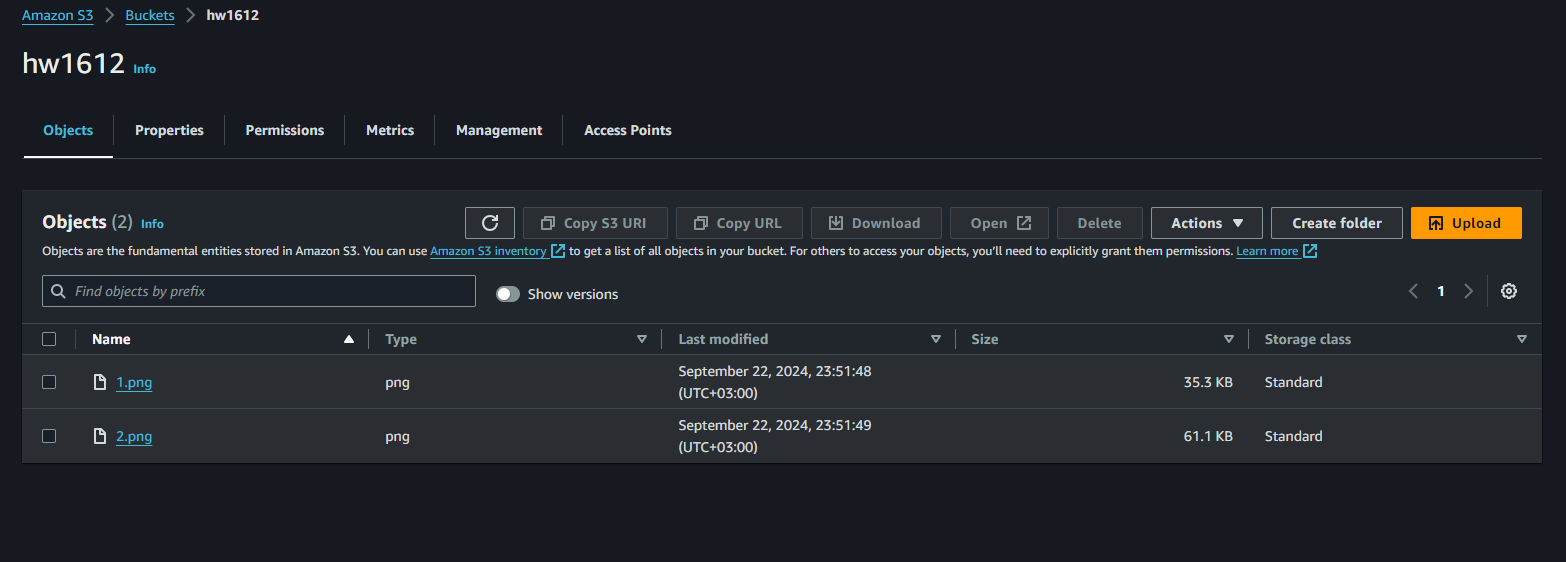 Amazon S3 > Buckets > hw1612
hw1612 Info
Objects Properties Permissions Metrics Management Access Points
Objects (2) Info Copy S3 URI Copy URL Download Open Delete Actions Create folder Upload
Objects are the fundamental entities stored in Amazon S3. You can use Amazon S3 inventory to get a list of all objects in your bucket. For others to access your objects, you'll need to explicitly grant them permissions. Learn more
Find objects by prefix Show versions 1
Name Type Last modified Size Storage class
1.png png September 22, 2024, 23:51:48 35.3 KB Standard
(UTC+03:00)
2.png png September 22, 2024, 23:51:49 61.1 KB Standard
(UTC+03:00)